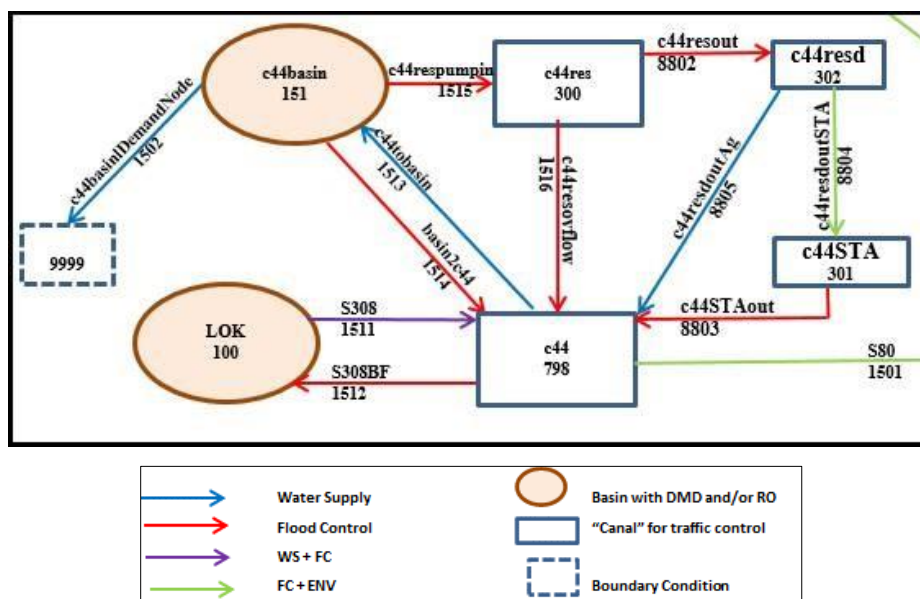 c44basin
151
c44respumpin
1515
c44res
300
c44resout
8802
c44resd
302
c44basinIDemandNode
1502
c44tobasin
1513
basin2c44
1514
c44resovflow
1516
c44resdoutAg
8805
c44resdoutSTA
8804
9999
c44STA
301
LOK
100
S308
1511
S308BF
1512
c44
798
c44STAout
8803
S80
1501
Water Supply
Basin with DMD and/or RO
Flood Control
“Canal” for traffic control
WS + FC
FC + ENV
Boundary Condition